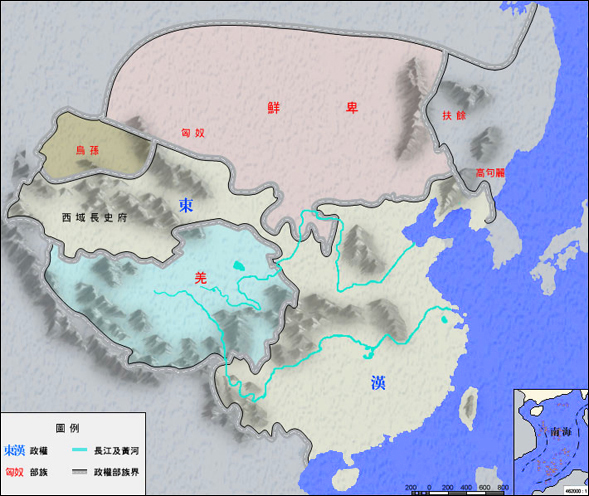 鮮 卑
匈 奴
扶 餘
烏 孫
高句麗
東
西 域 長 史 府
羌
漢
圖 例
東漢 政權 長江及黃河
匈奴 部族 政權部族界
南海
200 0 200 400 600 800